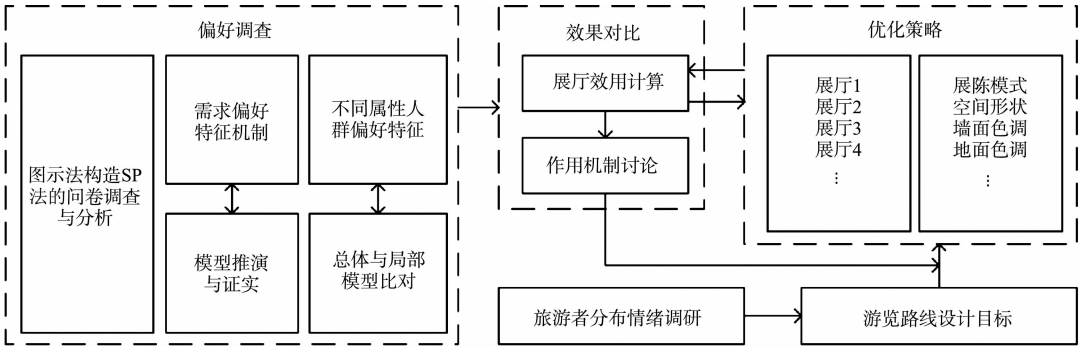 偏好调查
图示法构造SP
法的问卷调查
与分析
需求偏好
特征机制
不同属性人
群偏好特征
模型推演
与证实
总体与局部
模型比对
效果对比
展厅效用计算
作用机制讨论
优化策略
展厅1
展厅2
展厅3
展厅4
⋮
展陈模式
空间形状
墙面色调
地面色调
⋮
旅游者分布情绪调研
游览路线设计目标